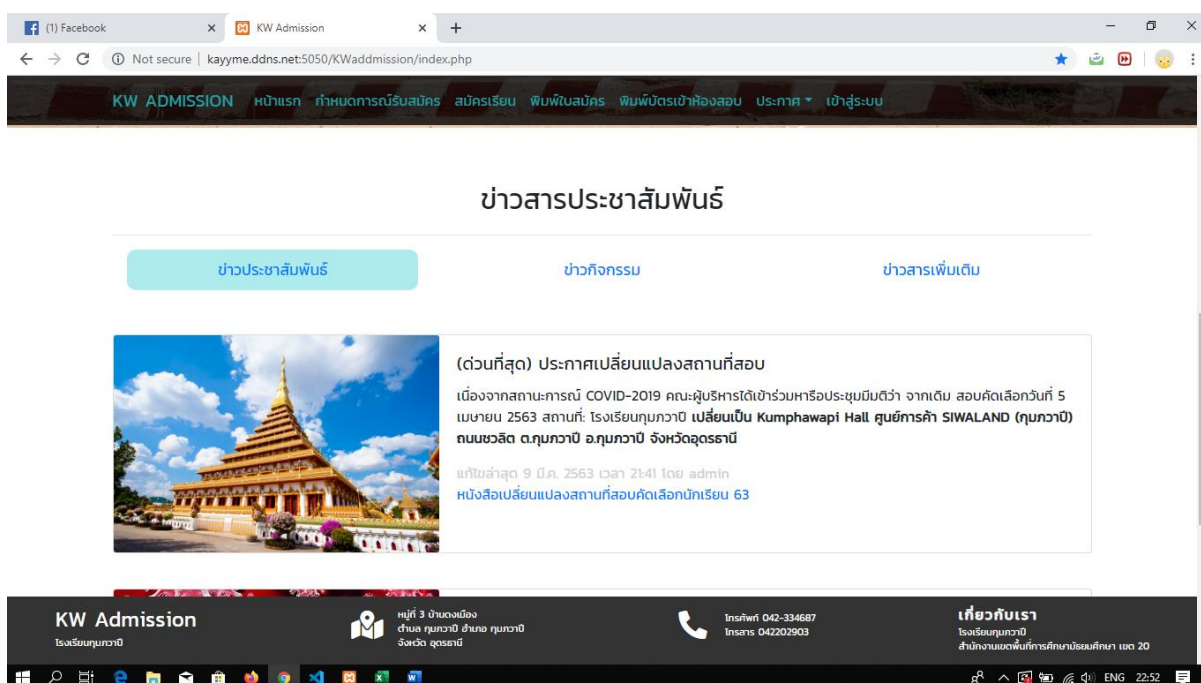 (1) Facebook
KW Admission
Not secure | kayyme.ddns.net:5050/KWaddmission/index.php
KW ADMISSION หน้าแรก กำหนดการณ์รับสมัคร สมัครเรียน พิมพ์ใบสมัคร พิมพ์บัตรเข้าห้องสอบ ประกาศ เข้าสู่ระบบ
ข่าวสารประชาสัมพันธ์
ข่าวประชาสัมพันธ์ ข่าวกิจกรรม ข่าวสารเพิ่มเติม
(ด่วนที่สุด) ประกาศเปลี่ยนแปลงสถานที่สอบ
เนื่องจากสถานะการณ์ COVID-2019 คณะผู้บริหารได้เข้าร่วมหารือประชุมมีมติว่า จากเดิม สอบคัดเลือกวันที่ 5
เมษายน 2563 สถานที่: โรงเรียนกุมภวาปี เปลี่ยนเป็น Kumphawapi Hall ศูนย์การค้า SIWALAND (กุมภวาปี)
ถนนชวลิต ต.กุมภวาปี อ.กุมภวาปี จังหวัดอุดรธานี
แก้ไขล่าสุด 9 มี.ค. 2563 เวลา 21:41 โดย admin
หนังสือเปลี่ยนแปลงสถานที่สอบคัดเลือกนักเรียน 63
KW Admission
โรงเรียนกุมภวาปี
หมู่ที่ 3 บ้านดงเมือง
ตำบล กุมภวาปี อำเภอ กุมภวาปี
จังหวัด อุดรธานี
โทรศัพท์ 042-334687
โทรสาร 042202903
เกี่ยวกับเรา
โรงเรียนกุมภวาปี
สำนักงานเขตพื้นที่การศึกษามัธยมศึกษา เขต 20
ENG 22:52